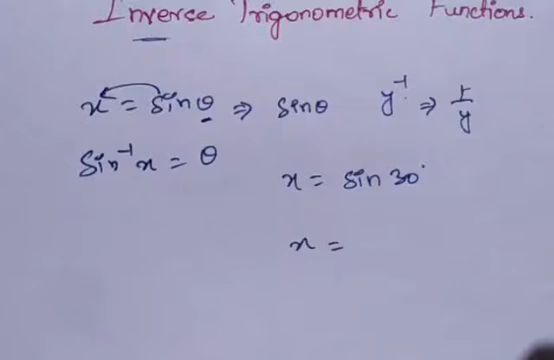 Inverse Trigonometric Functions.
x = sinθ ⇒ sinθ y⁻¹ ⇒ 1/y
Sin⁻¹x = θ
x = sin 30°
x =